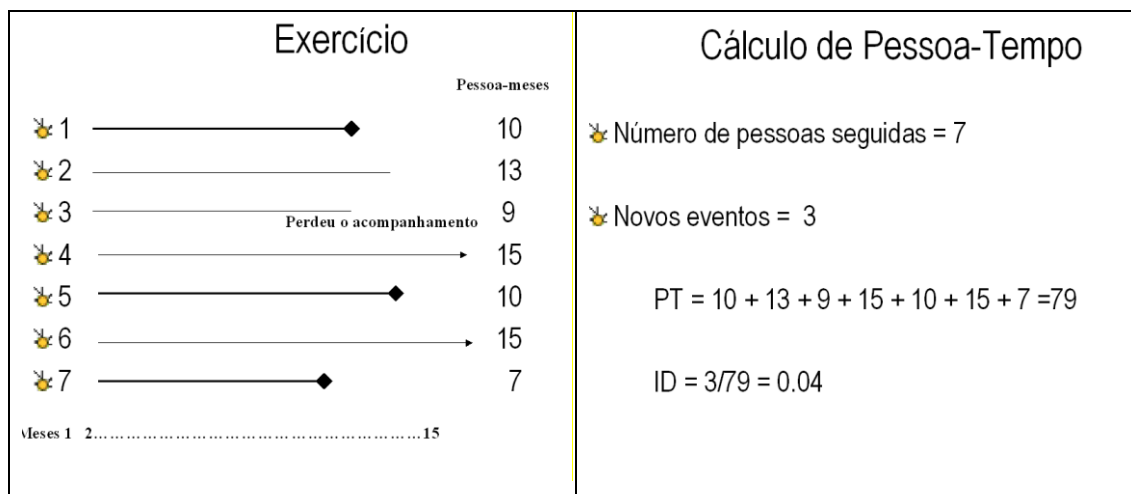 Exercício
Pessoa-meses
1 10
2 13
3 9
Perdeu o acompanhamento
4 15
5 10
6 15
7 7
Meses 1 2……………………………………………………15
Cálculo de Pessoa-Tempo
Número de pessoas seguidas = 7
Novos eventos = 3
PT = 10 + 13 + 9 + 15 + 10 + 15 + 7 =79
ID = 3/79 = 0.04